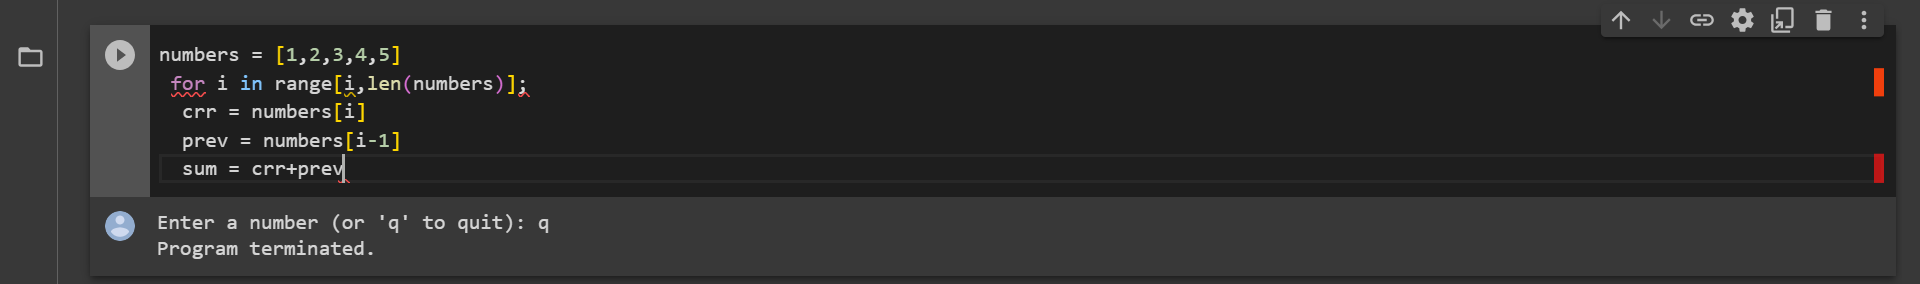 numbers = [1,2,3,4,5]
for i in range[i,len(numbers)];
crr = numbers[i]
prev = numbers[i-1]
sum = crr+prev
Enter a number (or 'q' to quit): q
Program terminated.